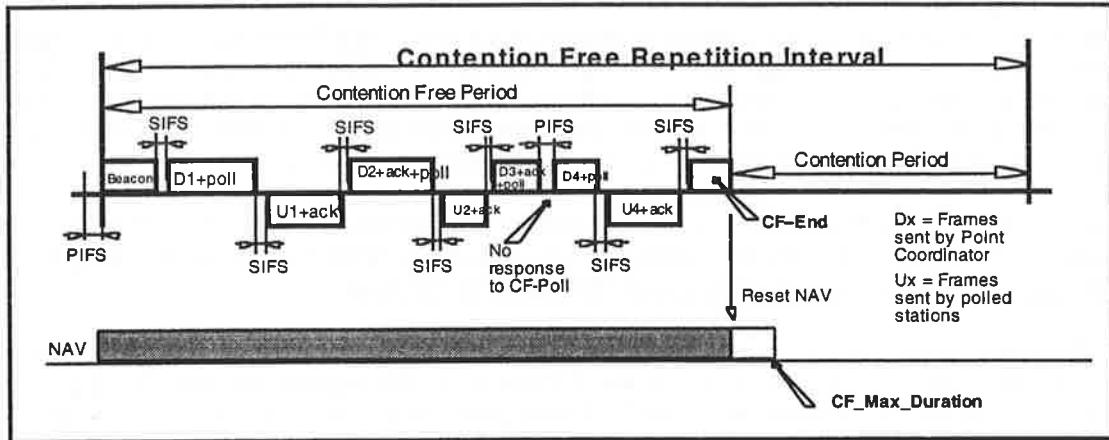 Contention Free Repetition Interval
Contention Free Period
SIFS
SIFS
SIFS
PIFS
SIFS
Contention Period
Beacon
D1+poll
D2+ack+poll
D3+ack
+poll
D4+poll
U1+ack
U2+ack
U4+ack
CF-End
PIFS
SIFS
SIFS
No
response
to CF-Poll
SIFS
Dx = Frames
sent by Point
Coordinator
Ux = Frames
sent by polled
stations
Reset NAV
NAV
CF_Max_Duration